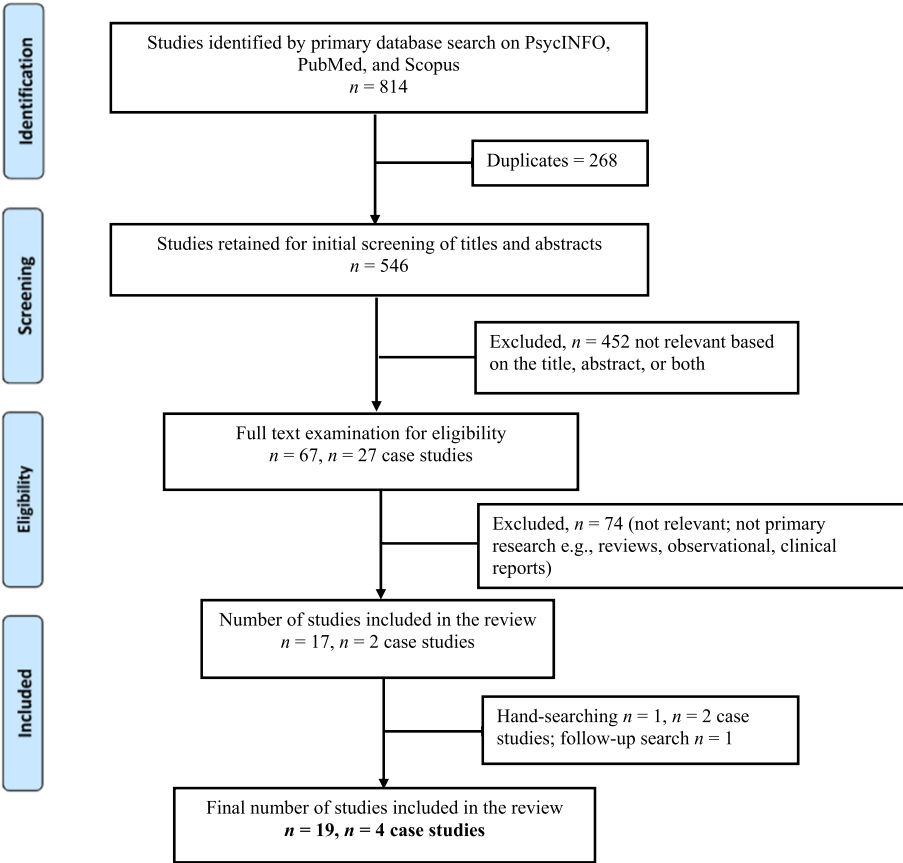 Identification
Studies identified by primary database search on PsycINFO,
PubMed, and Scopus
n = 814
Duplicates = 268
Screening
Studies retained for initial screening of titles and abstracts
n = 546
Excluded, n = 452 not relevant based
on the title, abstract, or both
Eligibility
Full text examination for eligibility
n = 67, n = 27 case studies
Excluded, n = 74 (not relevant; not primary
research e.g., reviews, observational, clinical
reports)
Included
Number of studies included in the review
n = 17, n = 2 case studies
Hand-searching n = 1, n = 2 case
studies; follow-up search n = 1
Final number of studies included in the review
n = 19, n = 4 case studies